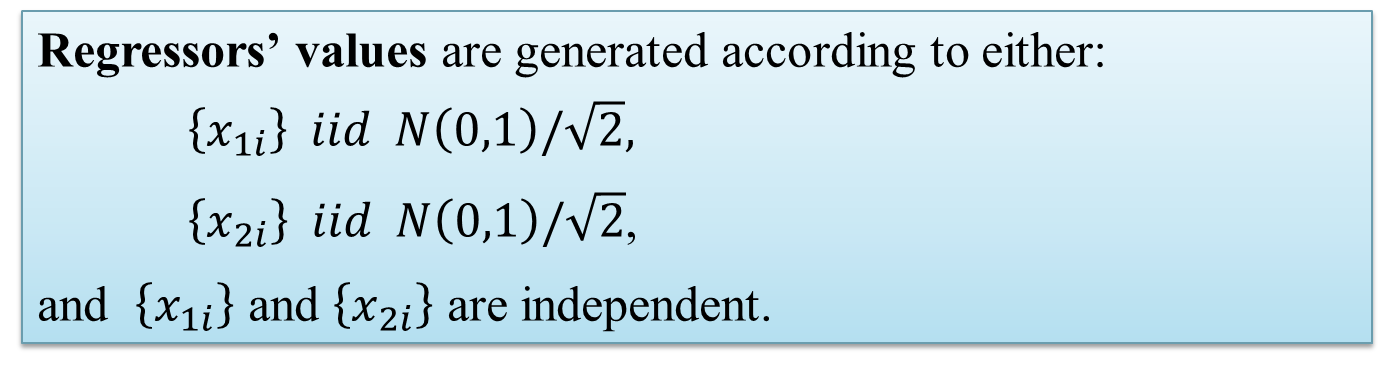 Regressors’ values are generated according to either:
{x₁ᵢ} iid N(0,1)/√2,
{x₂ᵢ} iid N(0,1)/√2,
and {x₁ᵢ} and {x₂ᵢ} are independent.